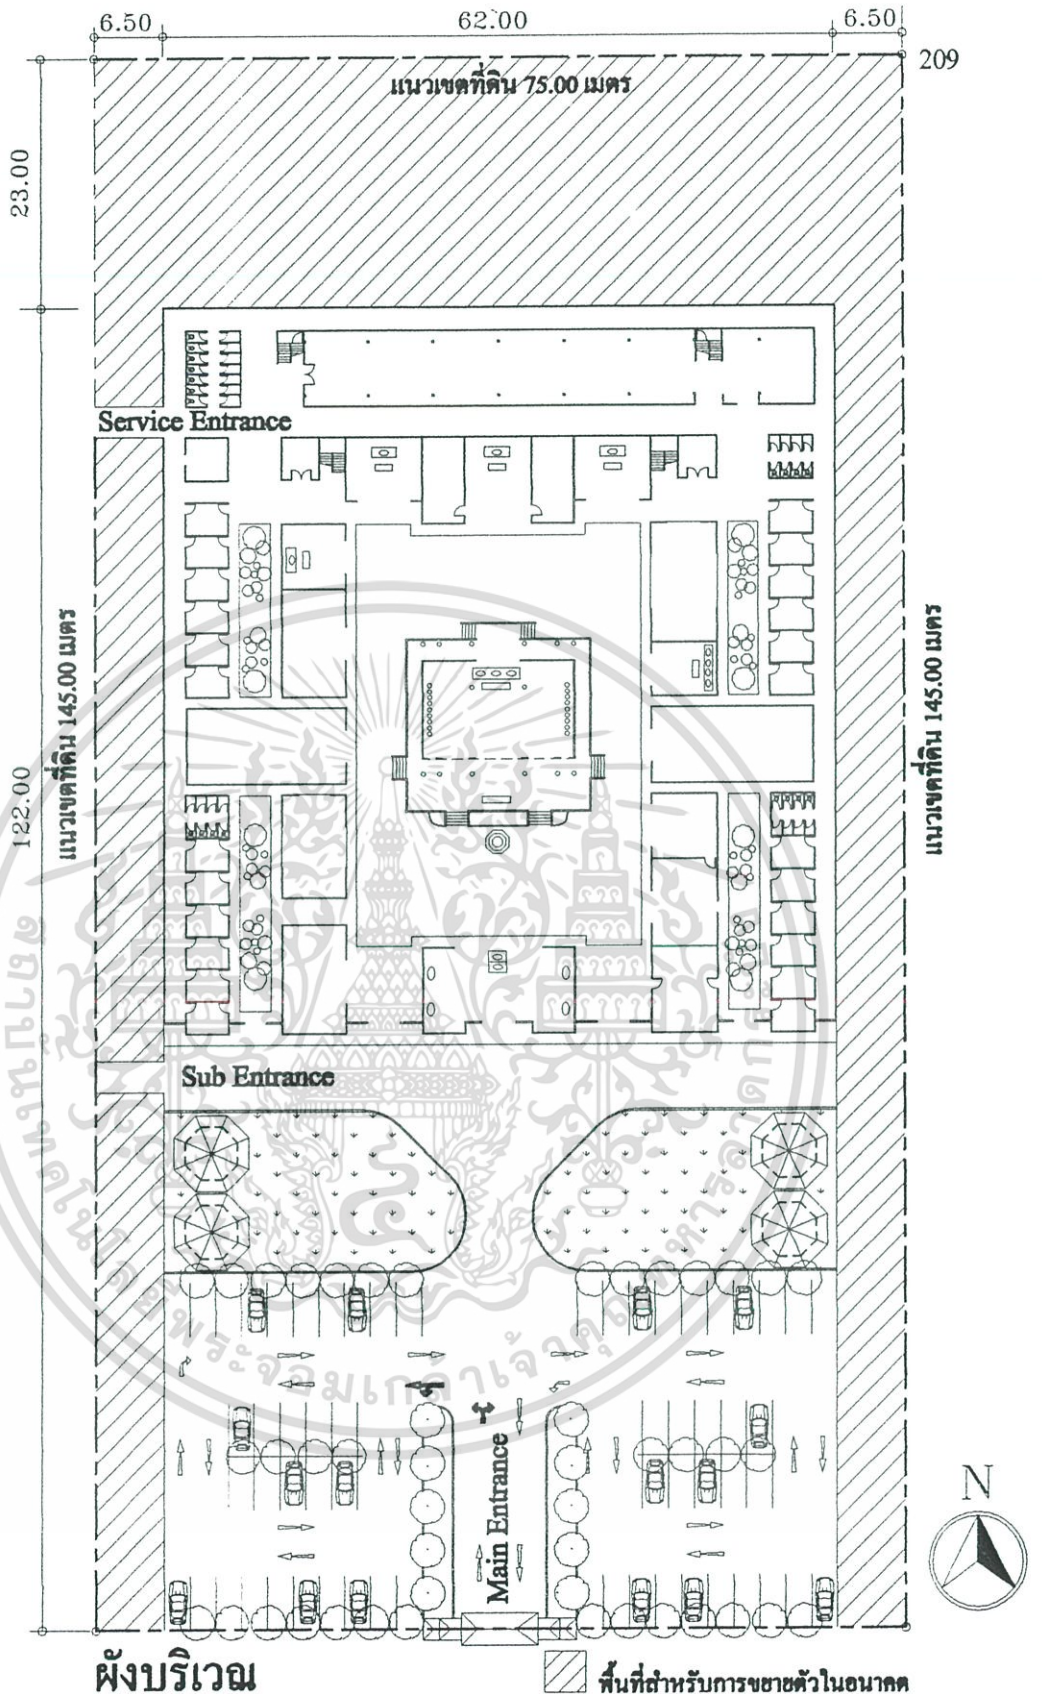 6.50 62.00 6.50
209
แนวเขตที่ดิน 75.00 เมตร
23.00
Service Entrance
แนวเขตที่ดิน 145.00 เมตร
แนวเขตที่ดิน 145.00 เมตร
122.00
Sub Entrance
Main Entrance
N
ผังบริเวณ
พื้นที่สำหรับการขยายตัวในอนาคต